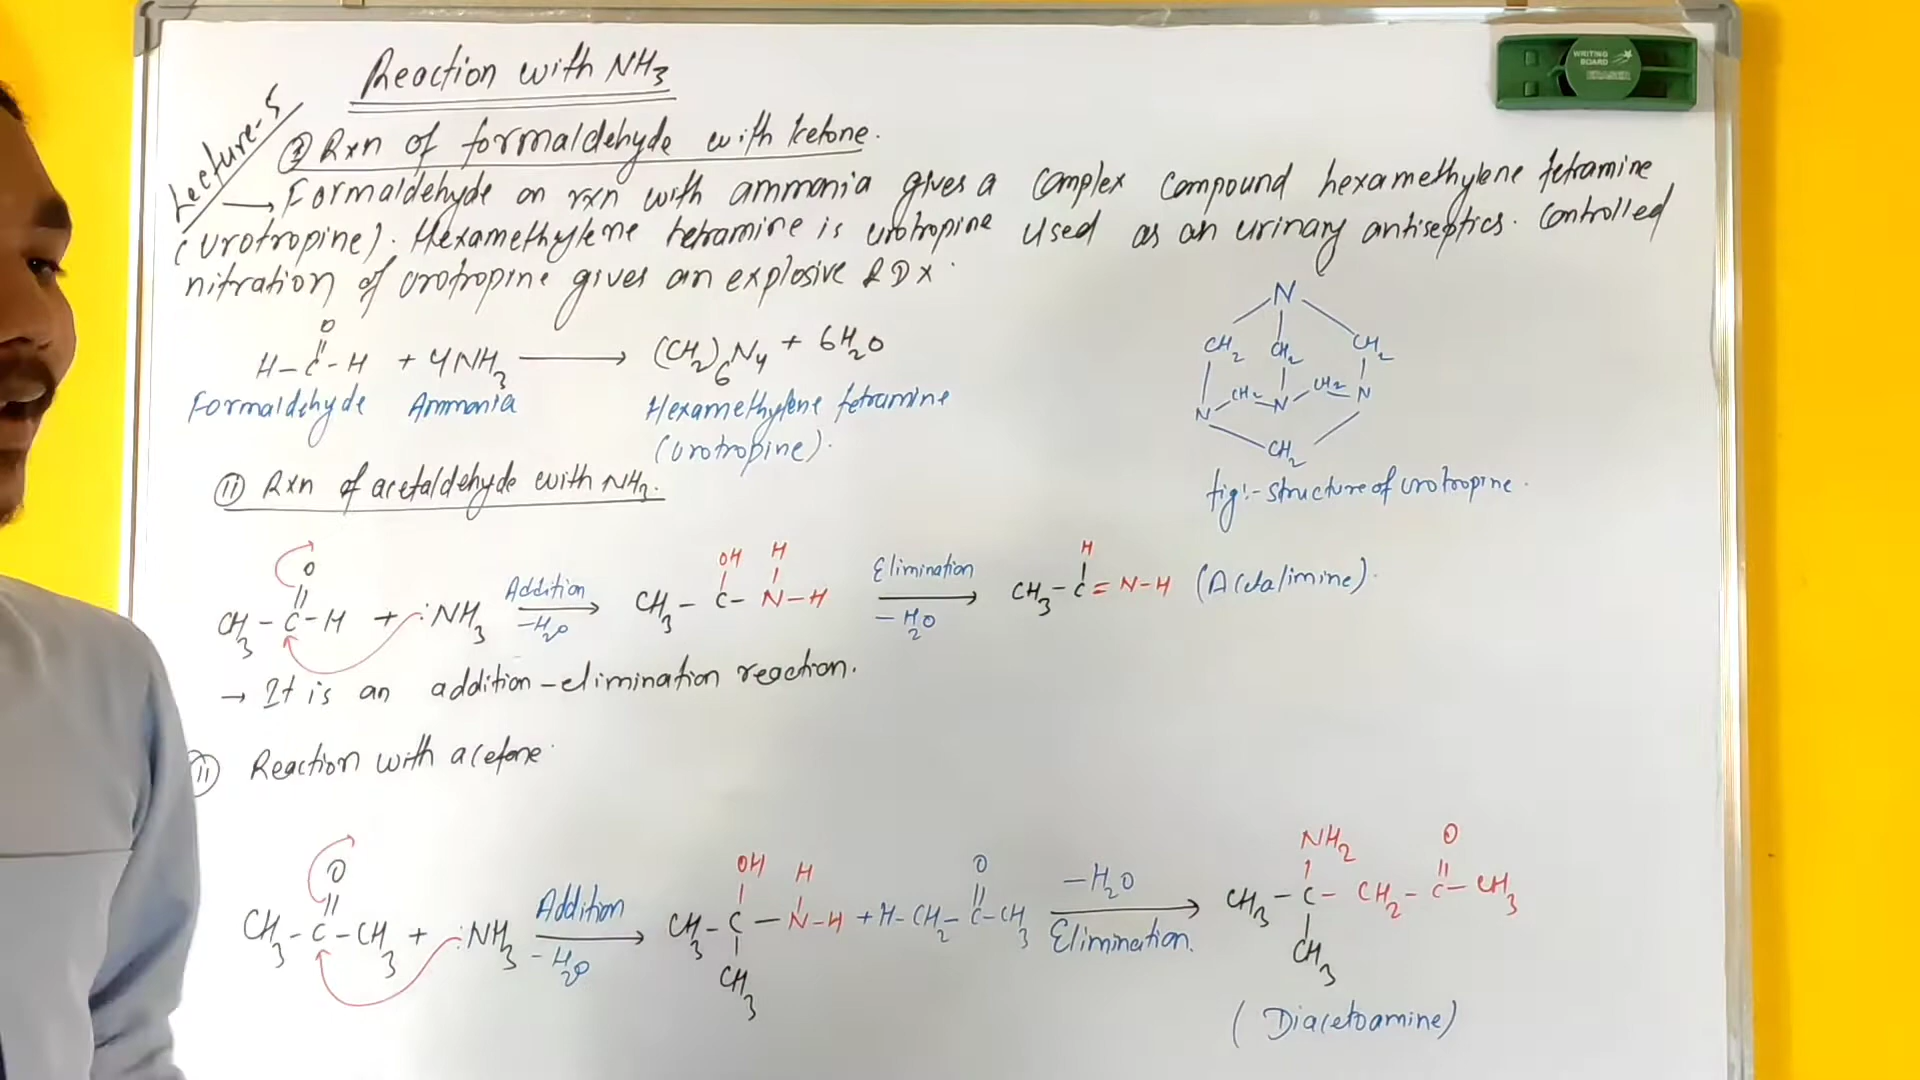 Reaction with NH3
Lecture-5
① Rxn of formaldehyde with ketone.
→ Formaldehyde on rxn with ammonia gives a complex compound hexamethylene tetramine
(urotropine). Hexamethylene tetramine is urotropine used as an urinary antiseptics. Controlled
nitration of urotropine gives an explosive RDX.
O
H-C-H + 4NH3 → (CH2)6N4 + 6H2O
Formaldehyde Ammonia Hexamethylene tetramine
(urotropine).
N
CH2 CH2 CH2
CH2 CH2
N N N
CH2
fig:- structure of urotropine.
(ii) Rxn of acetaldehyde with NH3.
O OH H H
Addition Elimination
CH3-C-H + :NH3 → CH3-C-N-H → CH3-C=N-H (Acetalimine).
-H2O -H2O
→ It is an addition-elimination reaction.
(ii) Reaction with acetone.
O OH H O NH2 O
Addition -H2O
CH3-C-CH3 + :NH3 → CH3-C-N-H + H-CH2-C-CH3 → CH3-C-CH2-C-CH3
-H2O Elimination.
CH3 CH3
(Diacetoamine)
WRITING
BOARD